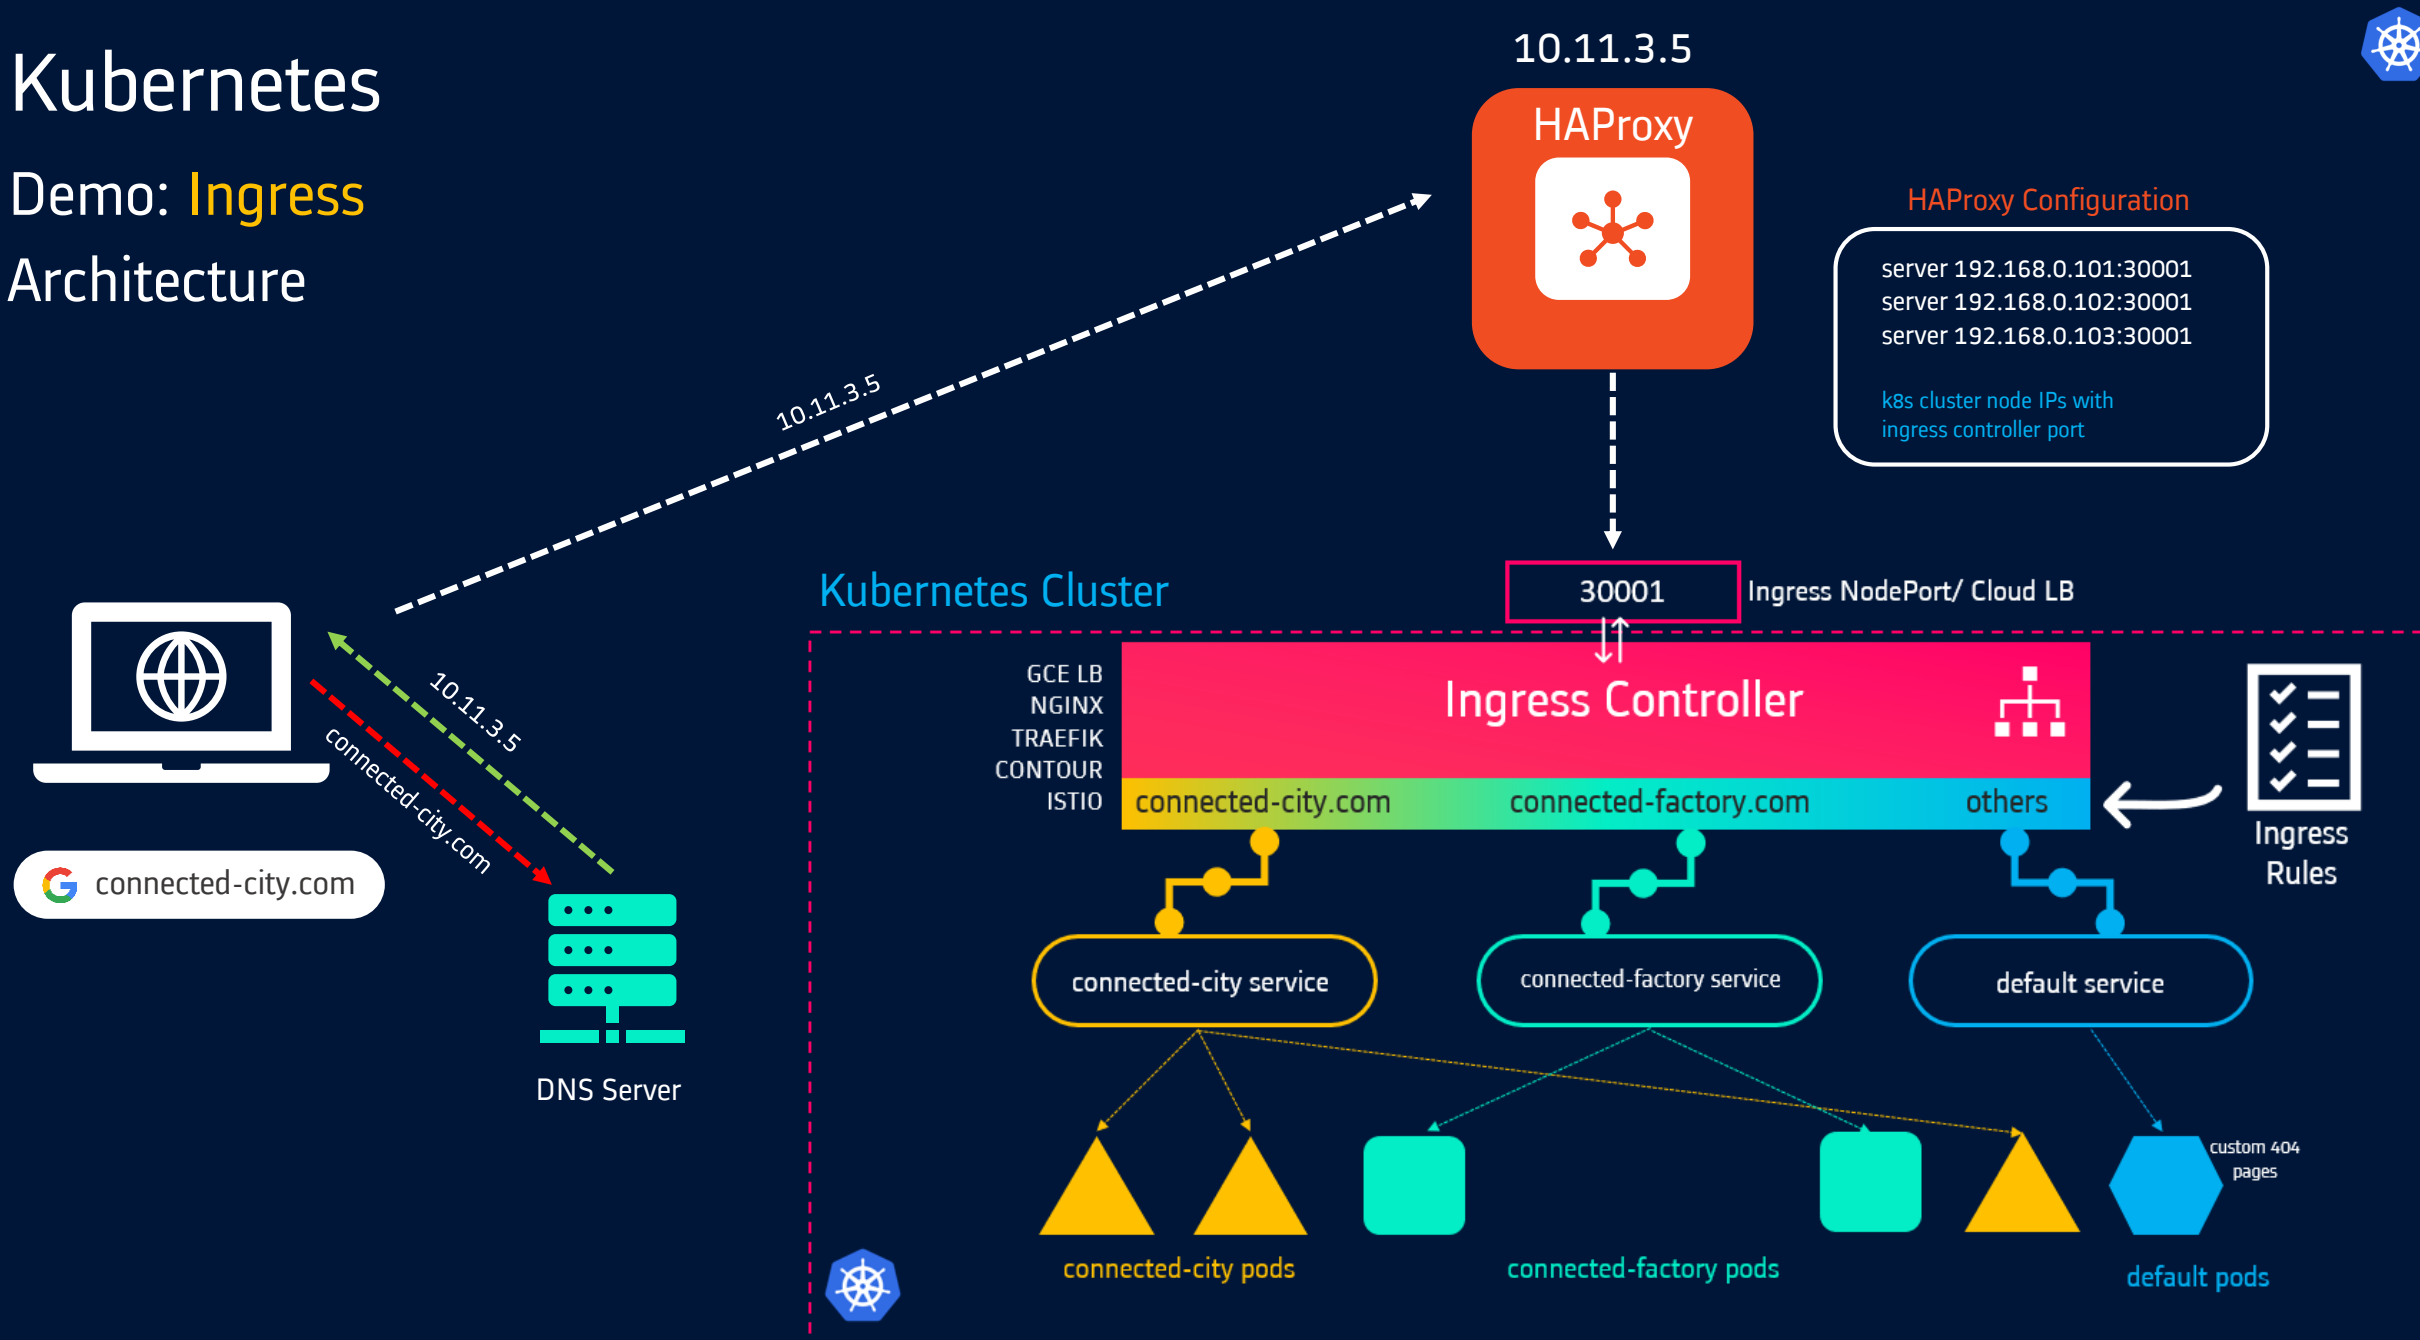 Kubernetes
Demo: Ingress
Architecture
10.11.3.5
HAProxy
HAProxy Configuration
server 192.168.0.101:30001
server 192.168.0.102:30001
server 192.168.0.103:30001
k8s cluster node IPs with
ingress controller port
10.11.3.5
Kubernetes Cluster
30001
Ingress NodePort/ Cloud LB
10.11.3.5
connected-city.com
connected-city.com
DNS Server
GCE LB
NGINX
TRAEFIK
CONTOUR
ISTIO
Ingress Controller
connected-city.com
connected-factory.com
others
Ingress
Rules
connected-city service
connected-factory service
default service
custom 404
pages
connected-city pods
connected-factory pods
default pods